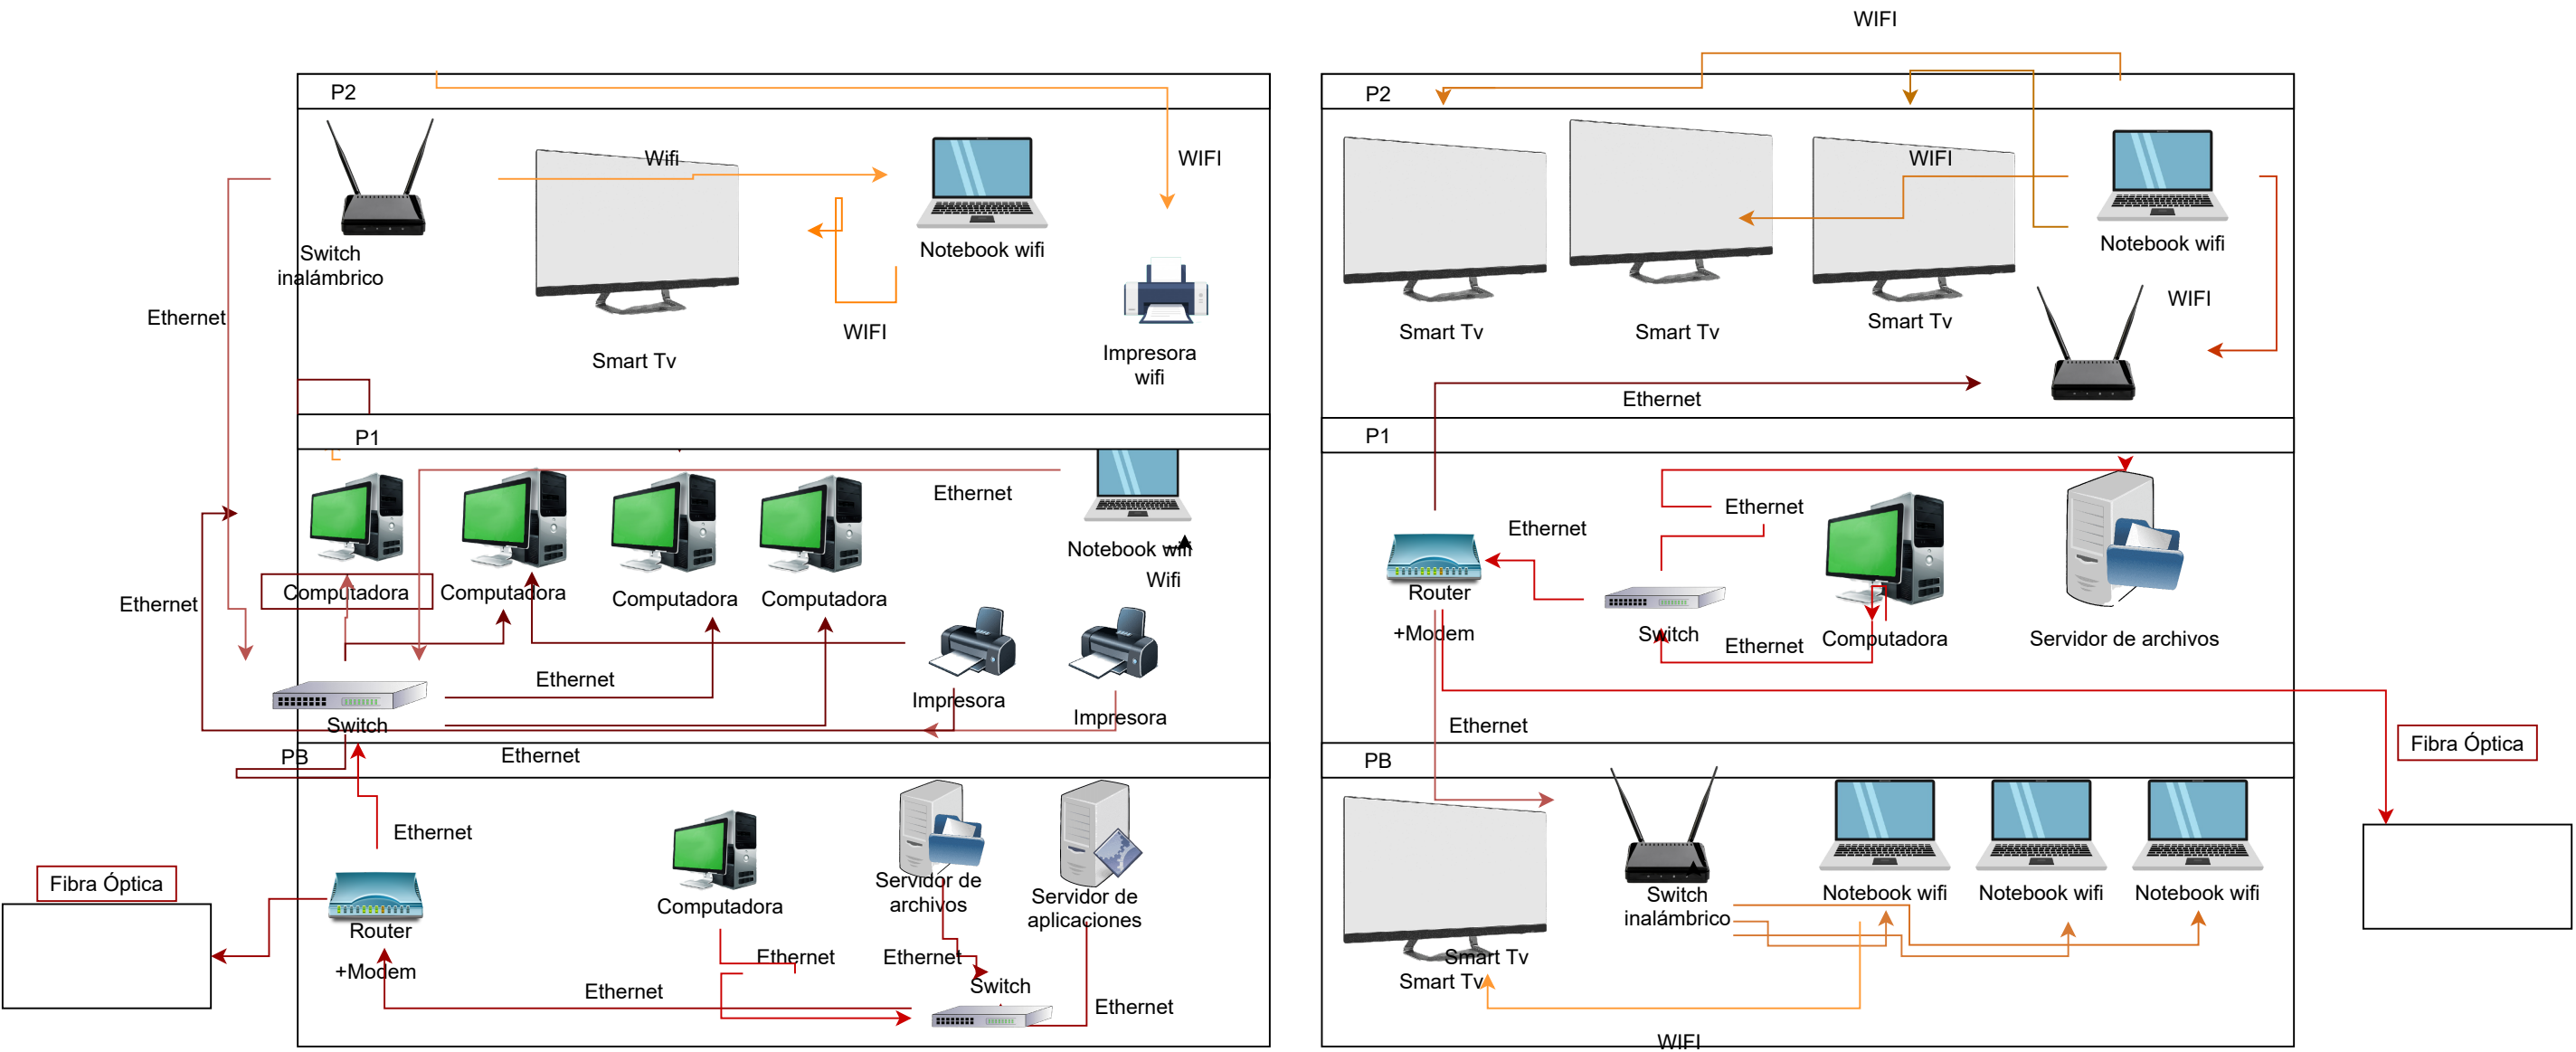 WIFI
P2
Wifi
WIFI
Switch
inalámbrico
Notebook wifi
Ethernet
WIFI
Smart Tv
Impresora
wifi
P1
Ethernet
Notebook wifi
Wifi
Computadora
Computadora
Computadora
Computadora
Ethernet
Ethernet
Impresora
Impresora
Switch
PB
Ethernet
Ethernet
Fibra Óptica
Router
+Modem
Computadora
Servidor de
archivos
Servidor de
aplicaciones
Ethernet
Ethernet
Switch
Ethernet
Ethernet
P2
WIFI
Notebook wifi
WIFI
Smart Tv
Smart Tv
Smart Tv
Ethernet
P1
Ethernet
Ethernet
Router
+Modem
Switch
Ethernet
Computadora
Servidor de archivos
Ethernet
Fibra Óptica
PB
Switch
inalámbrico
Notebook wifi
Notebook wifi
Notebook wifi
Smart Tv
Smart Tv
WIFI